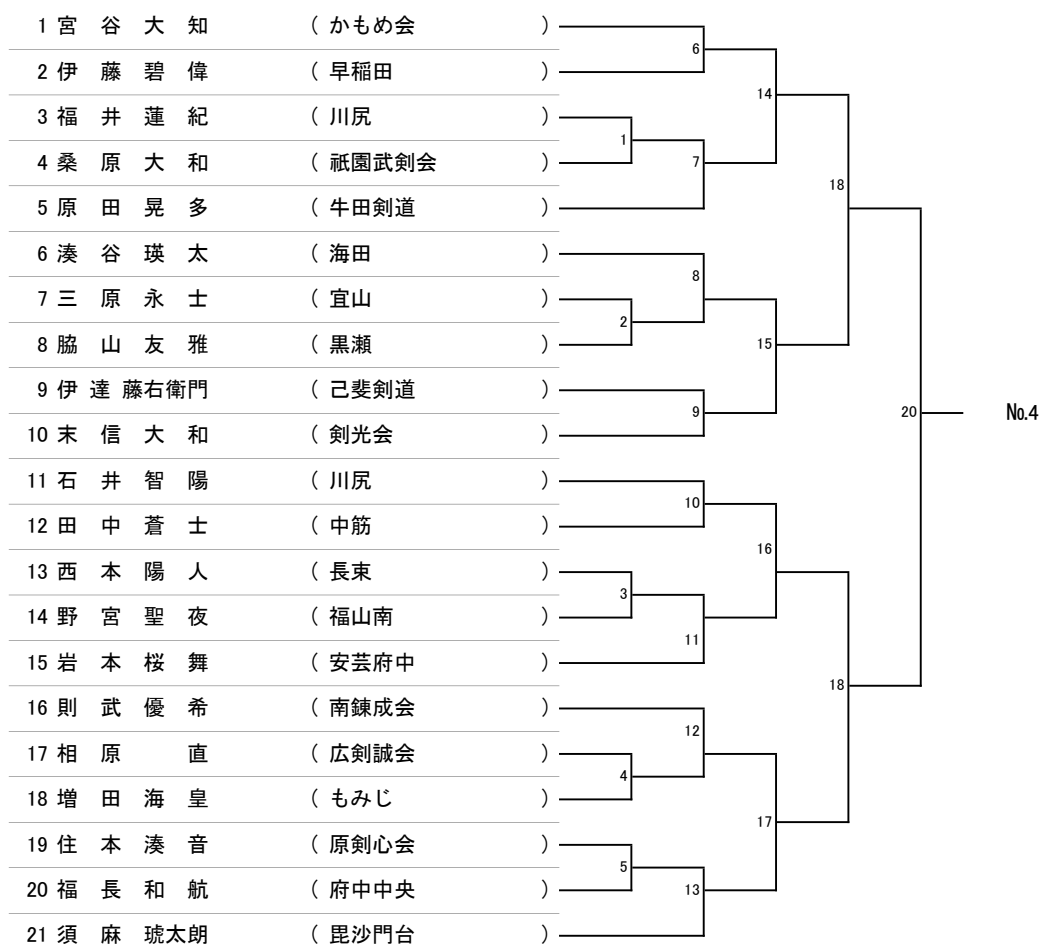 1 宮 谷 大 知 ( かもめ会 )
2 伊 藤 碧 偉 ( 早稲田 )
3 福 井 蓮 紀 ( 川尻 )
4 桑 原 大 和 ( 祇園武剣会 )
5 原 田 晃 多 ( 牛田剣道 )
6 湊 谷 瑛 太 ( 海田 )
7 三 原 永 士 ( 宜山 )
8 脇 山 友 雅 ( 黒瀬 )
9 伊 達 藤右衛門 ( 己斐剣道 )
10 末 信 大 和 ( 剣光会 )
11 石 井 智 陽 ( 川尻 )
12 田 中 蒼 士 ( 中筋 )
13 西 本 陽 人 ( 長束 )
14 野 宮 聖 夜 ( 福山南 )
15 岩 本 桜 舞 ( 安芸府中 )
16 則 武 優 希 ( 南錬成会 )
17 相 原 直 ( 広剣誠会 )
18 増 田 海 皇 ( もみじ )
19 住 本 湊 音 ( 原剣心会 )
20 福 長 和 航 ( 府中中央 )
21 須 麻 琥太朗 ( 毘沙門台 )
1
2
3
4
5
6
7
8
9
10
11
12
13
14
15
16
17
18
18
20
№4